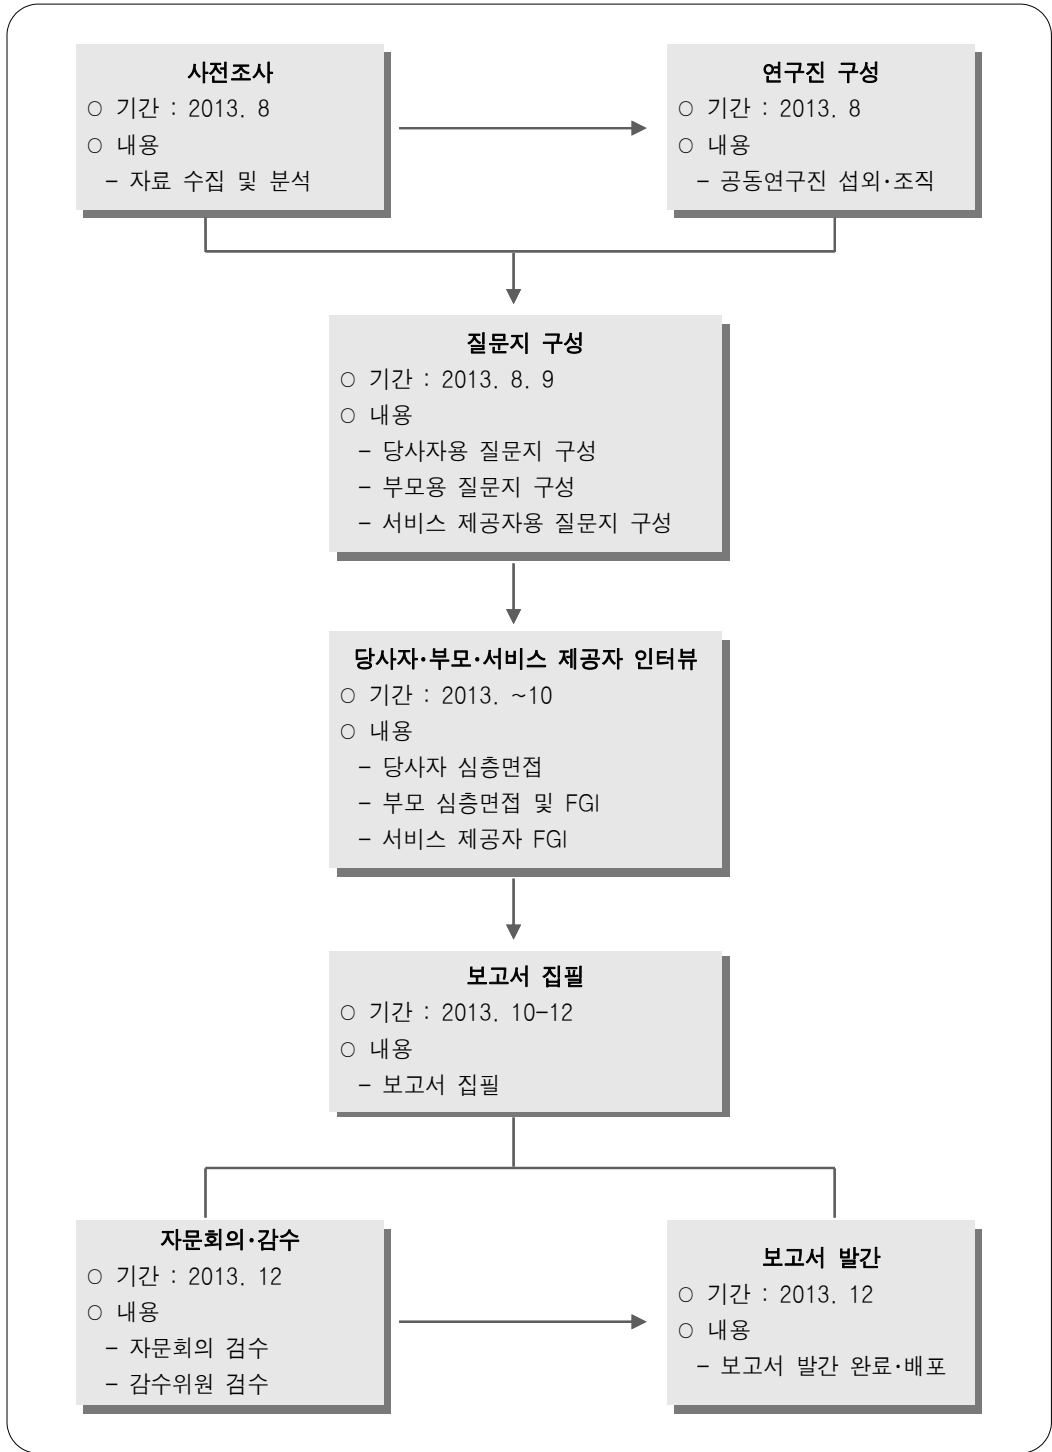 사전조사
○ 기간 : 2013. 8
○ 내용
- 자료 수집 및 분석
연구진 구성
○ 기간 : 2013. 8
○ 내용
- 공동연구진 섭외·조직
질문지 구성
○ 기간 : 2013. 8. 9
○ 내용
- 당사자용 질문지 구성
- 부모용 질문지 구성
- 서비스 제공자용 질문지 구성
당사자·부모·서비스 제공자 인터뷰
○ 기간 : 2013. ~10
○ 내용
- 당사자 심층면접
- 부모 심층면접 및 FGI
- 서비스 제공자 FGI
보고서 집필
○ 기간 : 2013. 10-12
○ 내용
- 보고서 집필
자문회의·감수
○ 기간 : 2013. 12
○ 내용
- 자문회의 검수
- 감수위원 검수
보고서 발간
○ 기간 : 2013. 12
○ 내용
- 보고서 발간 완료·배포